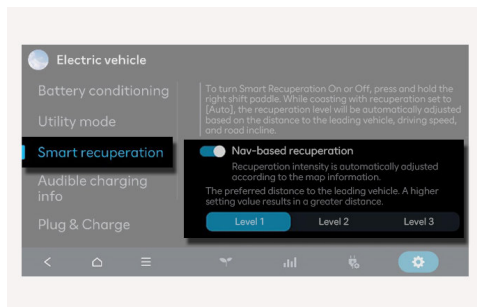 Electric vehicle
Battery conditioning
Utility mode
Smart recuperation
Audible charging
info
Plug & Charge
To turn Smart Recuperation On or Off, press and hold the
right shift paddle. While coasting with recuperation set to
[Auto], the recuperation level will be automatically adjusted
based on the distance to the leading vehicle, driving speed,
and road incline.
Nav-based recuperation
Recuperation intensity is automatically adjusted
according to the map information.
The preferred distance to the leading vehicle. A higher
setting value results in a greater distance.
Level 1 Level 2 Level 3